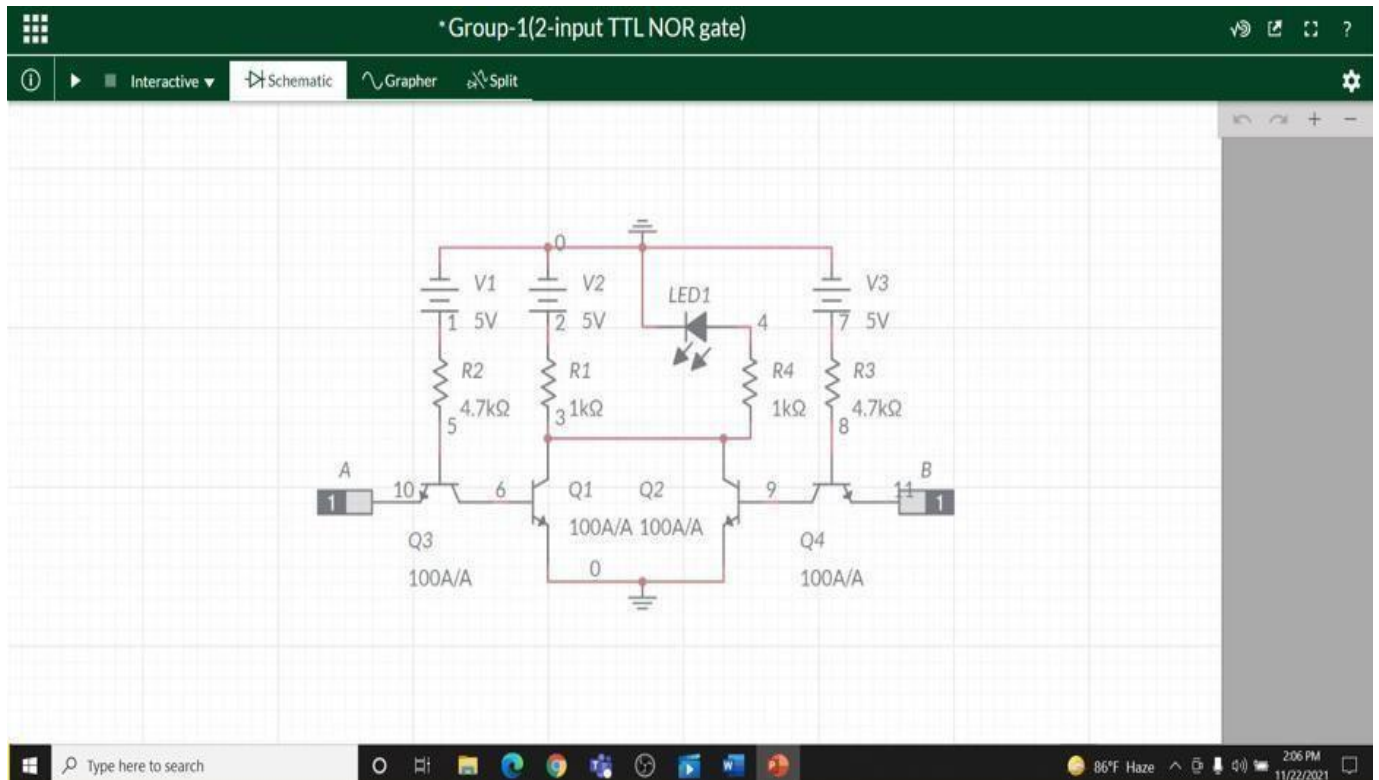 *Group-1(2-input TTL NOR gate)
?
Interactive
Schematic
Grapher
Split
0
V1
5V
1
V2
5V
2
LED1
4
V3
5V
7
R2
4.7kΩ
5
R1
1kΩ
3
R4
1kΩ
R3
4.7kΩ
8
A
1
10
6
Q1
100A/A
Q2
100A/A
9
B
11
1
Q3
100A/A
0
Q4
100A/A
Type here to search
86°F Haze
2:06 PM
11/22/2021